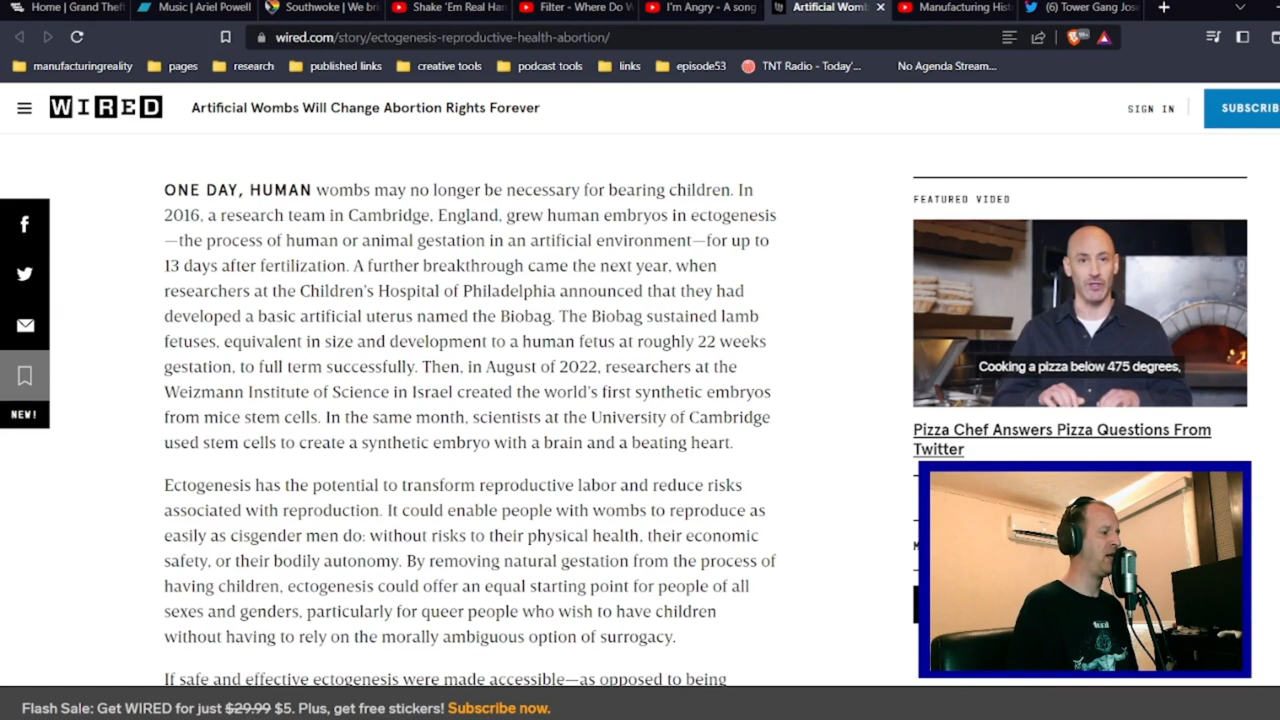 Home | Grand Theft
Music | Ariel Powell
Southwoke | We bri
Shake 'Em Real Har
Filter - Where Do W
I'm Angry - A song
Artificial Womb
Manufacturing Hist
(6) Tower Gang Jos
wired.com/story/ectogenesis-reproductive-health-abortion/
manufacturingreality
pages
research
published links
creative tools
podcast tools
links
episode53
TNT Radio - Today'...
No Agenda Stream...
WIRED
Artificial Wombs Will Change Abortion Rights Forever
SIGN IN
SUBSCRIB
ONE DAY, HUMAN wombs may no longer be necessary for bearing children. In
2016, a research team in Cambridge, England, grew human embryos in ectogenesis
—the process of human or animal gestation in an artificial environment—for up to
13 days after fertilization. A further breakthrough came the next year, when
researchers at the Children's Hospital of Philadelphia announced that they had
developed a basic artificial uterus named the Biobag. The Biobag sustained lamb
fetuses, equivalent in size and development to a human fetus at roughly 22 weeks
gestation, to full term successfully. Then, in August of 2022, researchers at the
Weizmann Institute of Science in Israel created the world's first synthetic embryos
from mice stem cells. In the same month, scientists at the University of Cambridge
used stem cells to create a synthetic embryo with a brain and a beating heart.
Ectogenesis has the potential to transform reproductive labor and reduce risks
associated with reproduction. It could enable people with wombs to reproduce as
easily as cisgender men do: without risks to their physical health, their economic
safety, or their bodily autonomy. By removing natural gestation from the process of
having children, ectogenesis could offer an equal starting point for people of all
sexes and genders, particularly for queer people who wish to have children
without having to rely on the morally ambiguous option of surrogacy.
If safe and effective ectogenesis were made accessible—as opposed to being
NEW!
FEATURED VIDEO
Cooking a pizza below 475 degrees,
Pizza Chef Answers Pizza Questions From
Twitter
Flash Sale: Get WIRED for just $29.99 $5. Plus, get free stickers! Subscribe now.